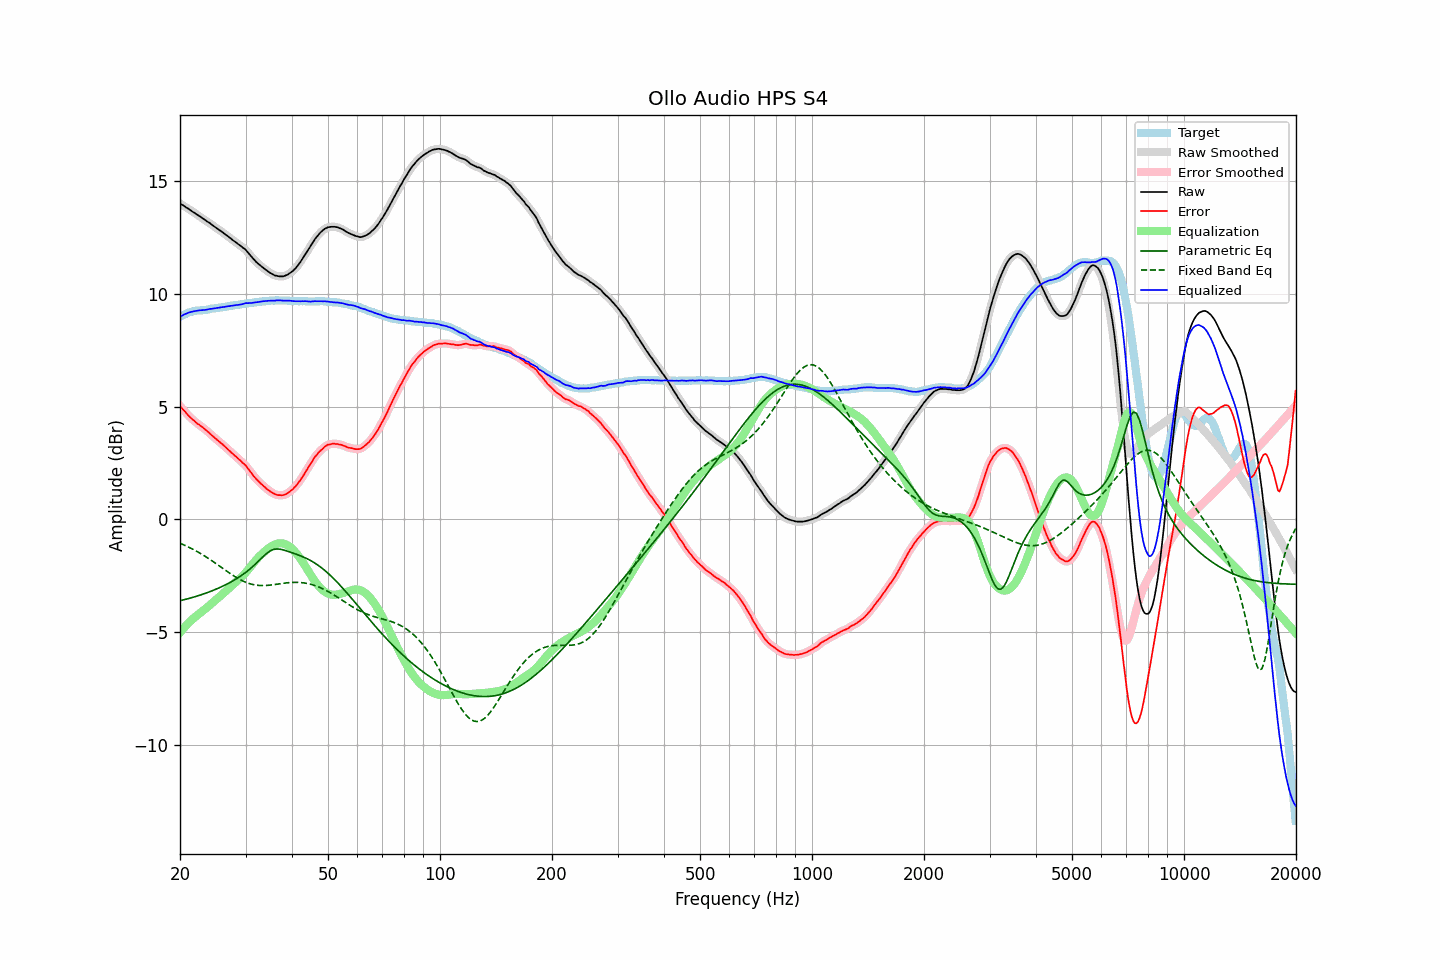 Ollo Audio HPS S4
Target
Raw Smoothed
Error Smoothed
Raw
Error
Equalization
Parametric Eq
Fixed Band Eq
Equalized
Amplitude (dBr)
15
10
5
0
−5
−10
20
50
100
200
500
1000
2000
5000
10000
20000
Frequency (Hz)